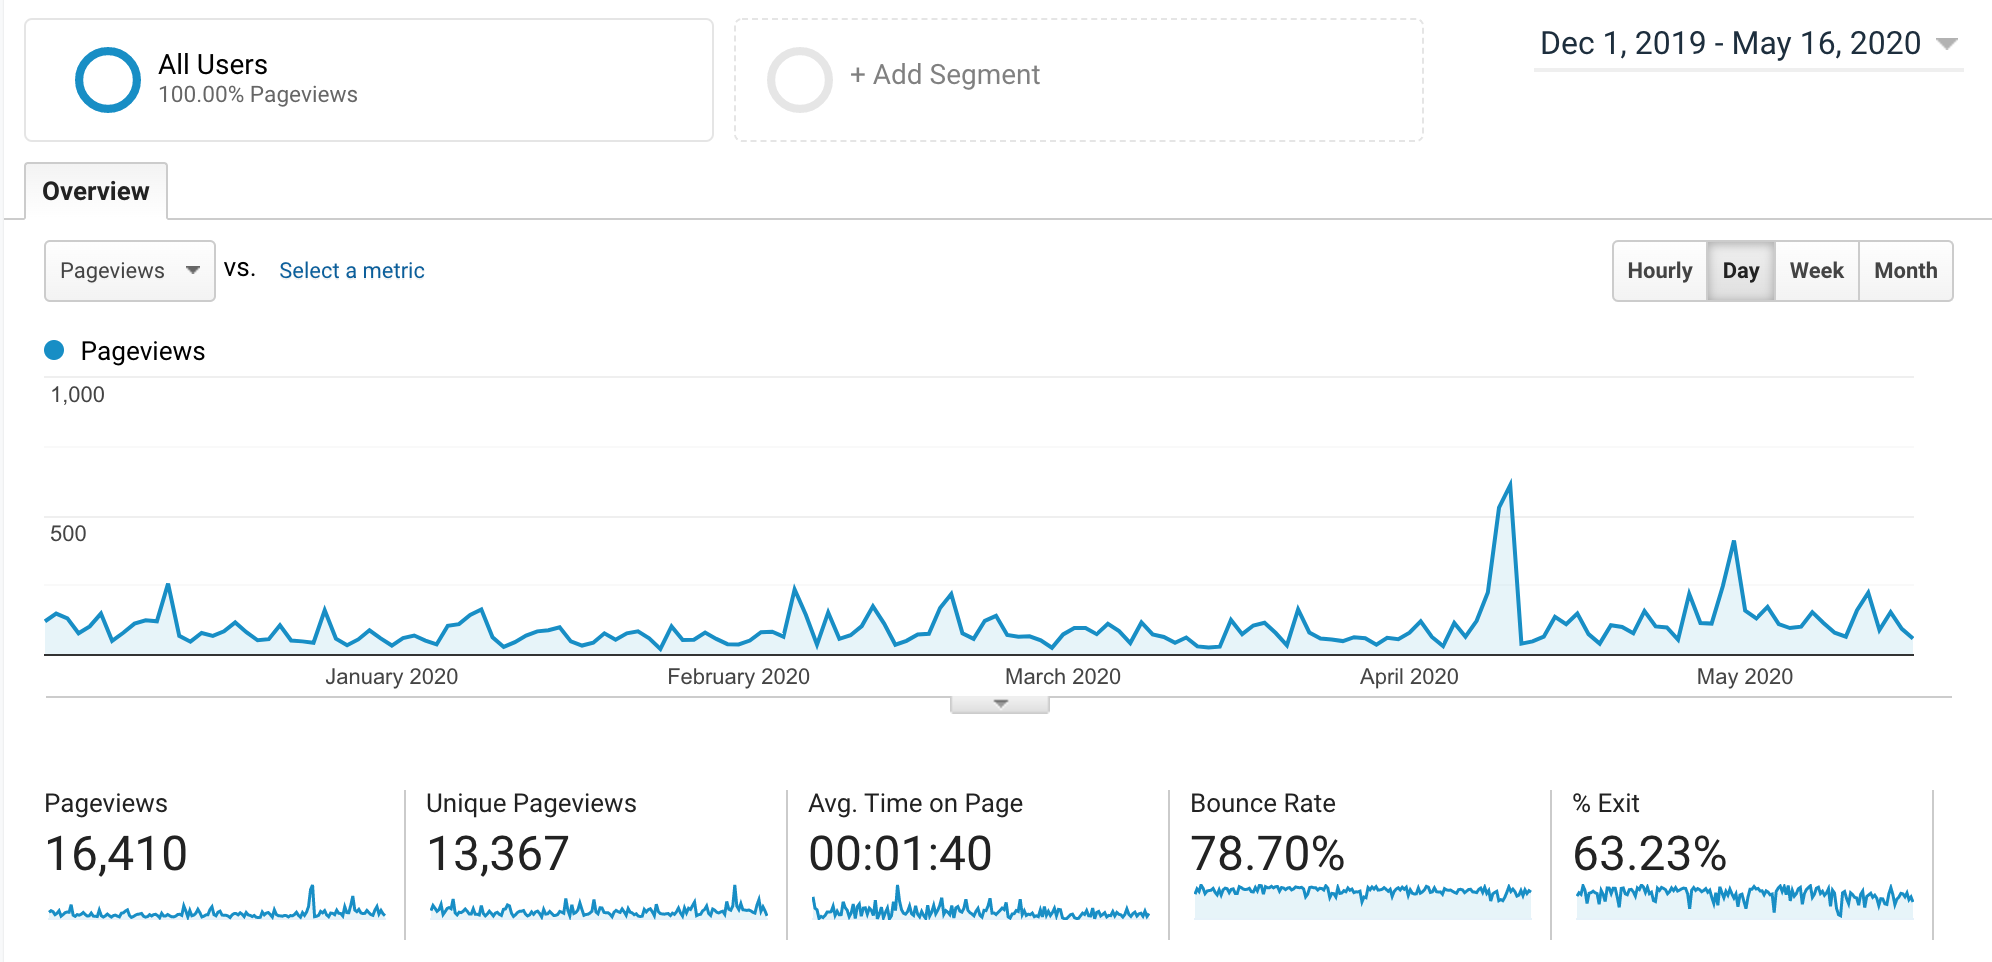 All Users
100.00% Pageviews
+ Add Segment
Dec 1, 2019 - May 16, 2020
Overview
Pageviews
vs.
Select a metric
Hourly
Day
Week
Month
Pageviews
1,000
500
January 2020
February 2020
March 2020
April 2020
May 2020
Pageviews
16,410
Unique Pageviews
13,367
Avg. Time on Page
00:01:40
Bounce Rate
78.70%
% Exit
63.23%